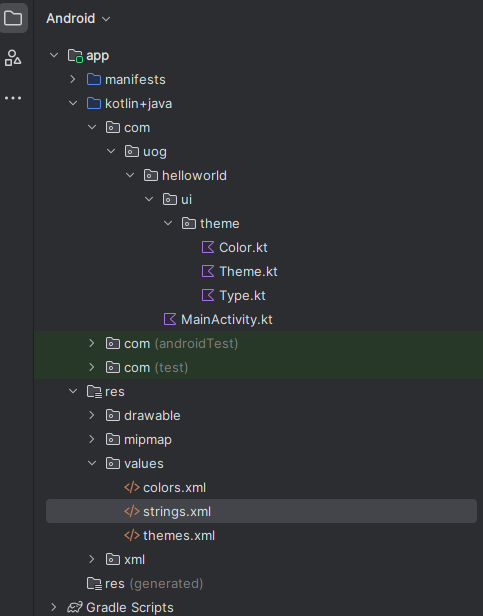 Android
app
manifests
kotlin+java
com
uog
helloworld
ui
theme
Color.kt
Theme.kt
Type.kt
MainActivity.kt
com (androidTest)
com (test)
res
drawable
mipmap
values
colors.xml
strings.xml
themes.xml
xml
res (generated)
Gradle Scripts